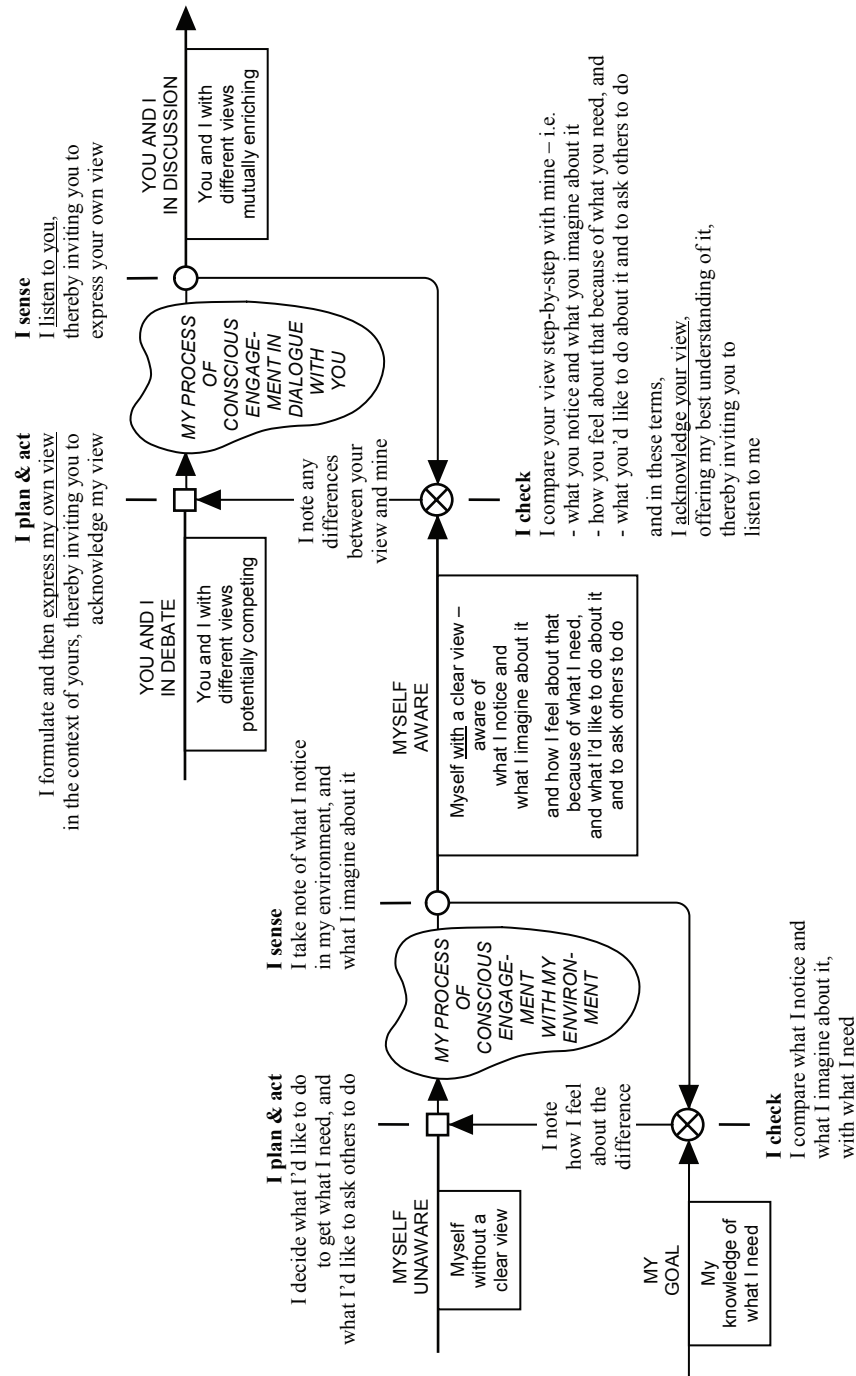 I plan & act
I formulate and then express my own view
in the context of yours, thereby inviting you to
acknowledge my view
I sense
I listen to you,
thereby inviting you to
express your own view
YOU AND I
IN DEBATE
You and I with
different views
potentially competing
MY PROCESS
OF
CONSCIOUS
ENGAGE-
MENT IN
DIALOGUE
WITH
YOU
YOU AND I
IN DISCUSSION
You and I with
different views
mutually enriching
I note any
differences
between your
view and mine
I plan & act
I decide what I'd like to do
to get what I need, and
what I'd like to ask others to do
I sense
I take note of what I notice
in my environment, and
what I imagine about it
MYSELF
UNAWARE
Myself
without a
clear view
MY PROCESS
OF
CONSCIOUS
ENGAGE-
MENT
WITH MY
ENVIRON-
MENT
MYSELF
AWARE
Myself with a clear view –
aware of
what I notice and
what I imagine about it
and how I feel about that
because of what I need,
and what I'd like to do about it
and to ask others to do
I check
I compare your view step-by-step with mine – i.e.
- what you notice and what you imagine about it
- how you feel about that because of what you need, and
- what you'd like to do about it and to ask others to do
and in these terms,
I acknowledge your view,
offering my best understanding of it,
thereby inviting you to
listen to me
I note
how I feel
about the
difference
MY
GOAL
My
knowledge of
what I need
I check
I compare what I notice and
what I imagine about it,
with what I need